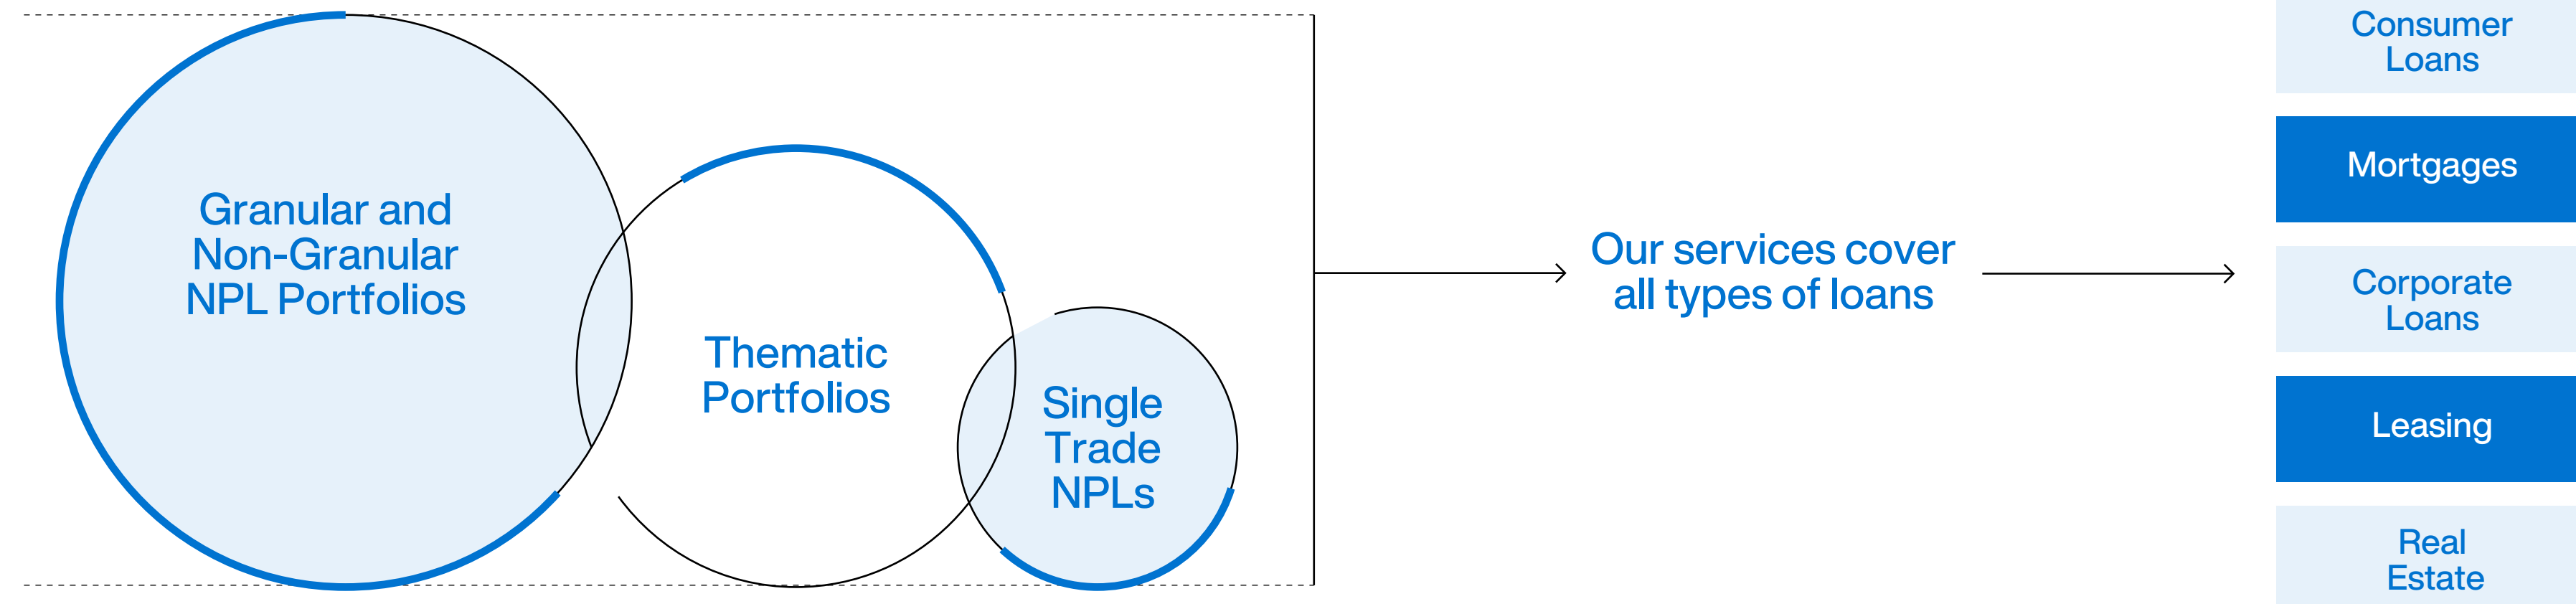 Granular and
Non-Granular
NPL Portfolios
Thematic
Portfolios
Single
Trade
NPLs
Our services cover
all types of loans
Consumer
Loans
Mortgages
Corporate
Loans
Leasing
Real
Estate